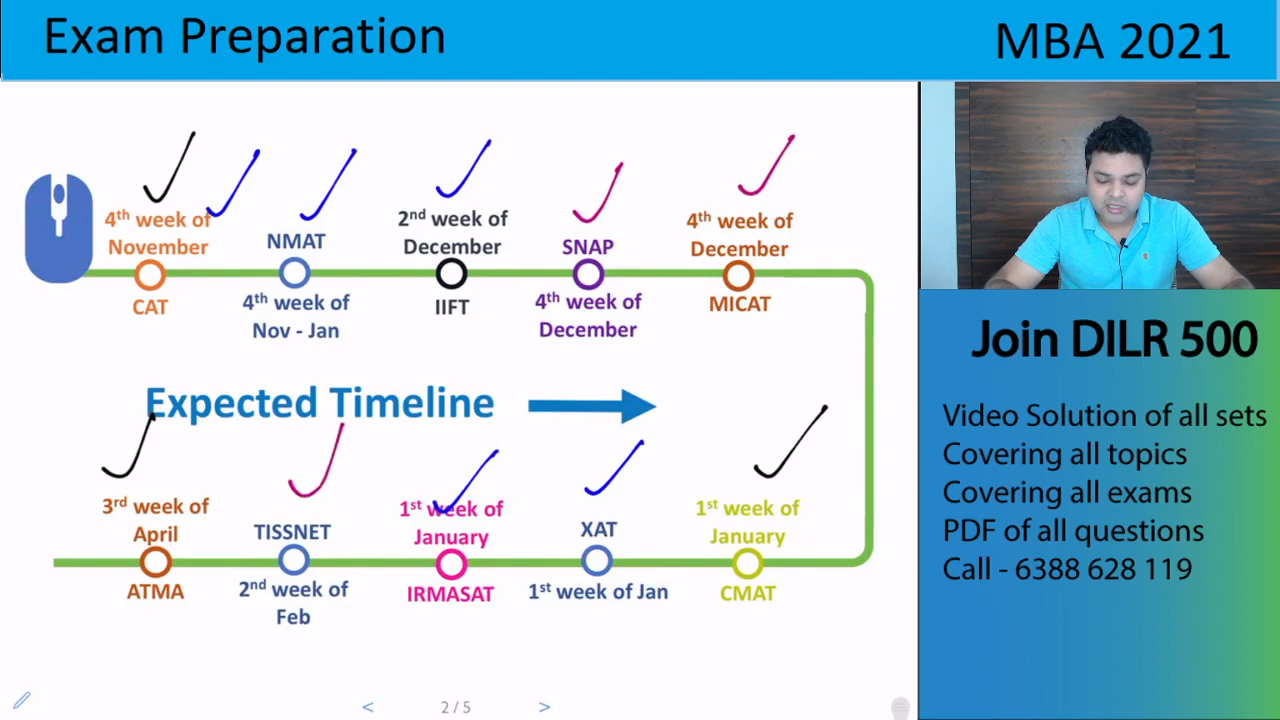 Exam Preparation
MBA 2021
4th week of
November
CAT
NMAT
4th week of
Nov - Jan
2nd week of
December
IIFT
SNAP
4th week of
December
4th week of
December
MICAT
Expected Timeline
3rd week of
April
ATMA
TISSNET
2nd week of
Feb
1st week of
January
IRMASAT
XAT
1st week of Jan
1st week of
January
CMAT
Join DILR 500
Video Solution of all sets
Covering all topics
Covering all exams
PDF of all questions
Call - 6388 628 119
< 2 / 5 >